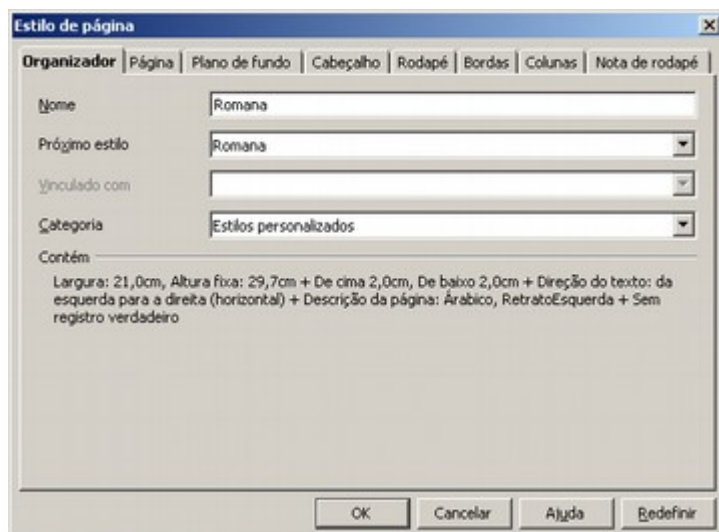 Estilo de página
Organizador Página Plano de fundo Cabeçalho Rodapé Bordas Colunas Nota de rodapé
Nome Romana
Próximo estilo Romana
Vinculado com
Categoria Estilos personalizados
Contém
Largura: 21,0cm, Altura fixa: 29,7cm + De cima 2,0cm, De baixo 2,0cm + Direção do texto: da
esquerda para a direita (horizontal) + Descrição da página: Árabico, RetratoEsquerda + Sem
registro verdadeiro
OK Cancelar Ajuda Redefinir